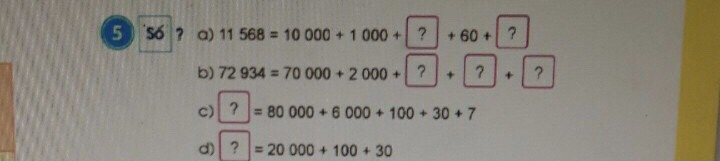 5 Số ? a) 11 568 = 10 000 + 1 000 + ? + 60 + ?
b) 72 934 = 70 000 + 2 000 + ? + ? + ?
c) ? = 80 000 + 6 000 + 100 + 30 + 7
d) ? = 20 000 + 100 + 30